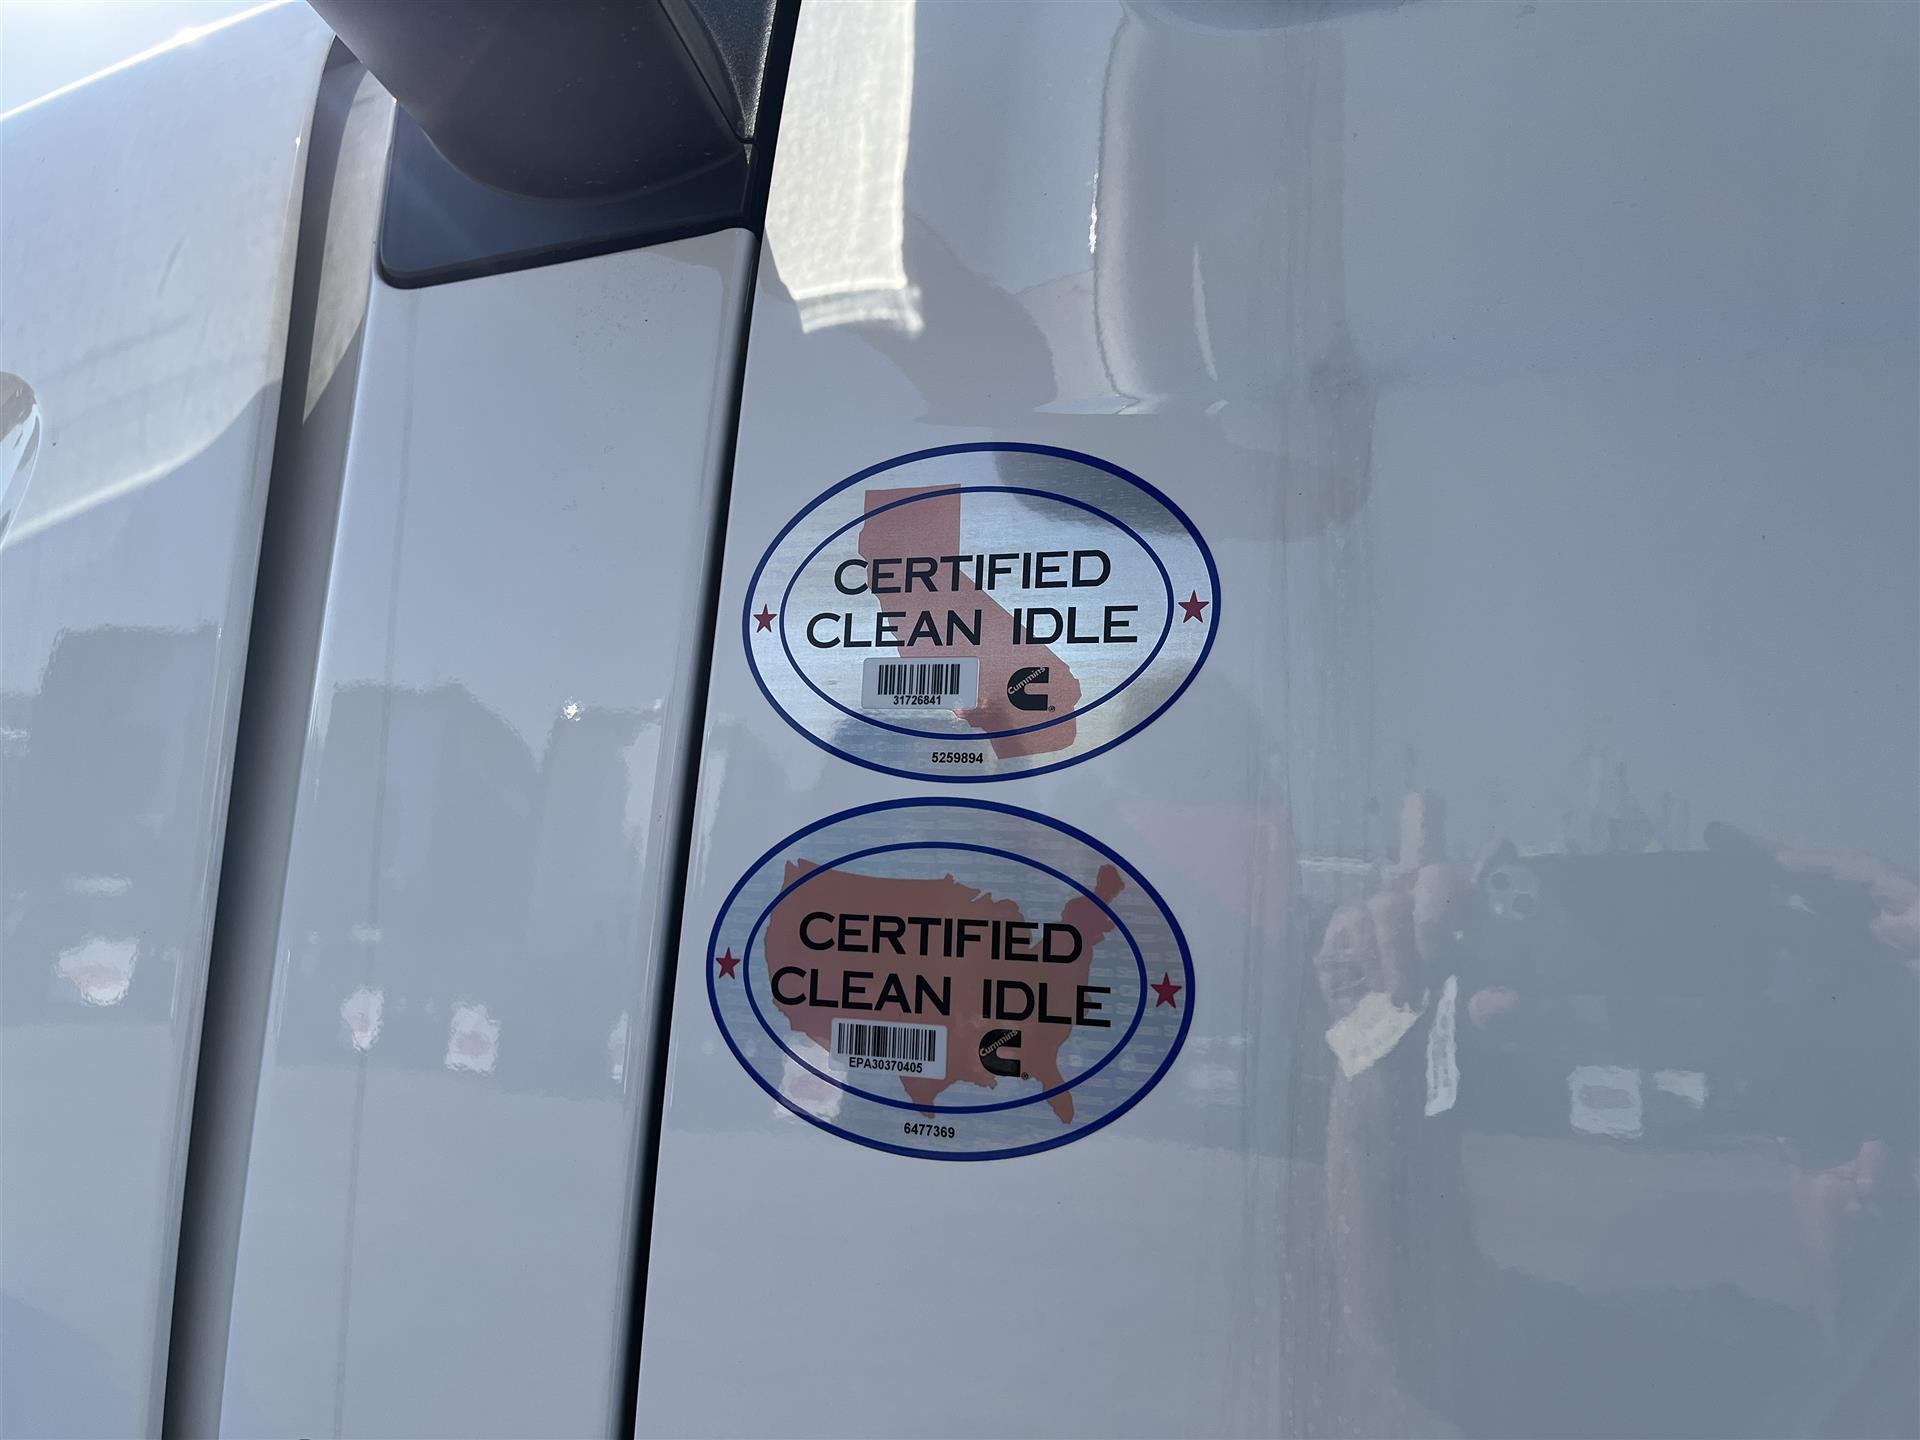 CERTIFIED
CLEAN IDLE
31726841
Cummins
®
5259894
CERTIFIED
CLEAN IDLE
EPA30370405
Cummins
®
6477369